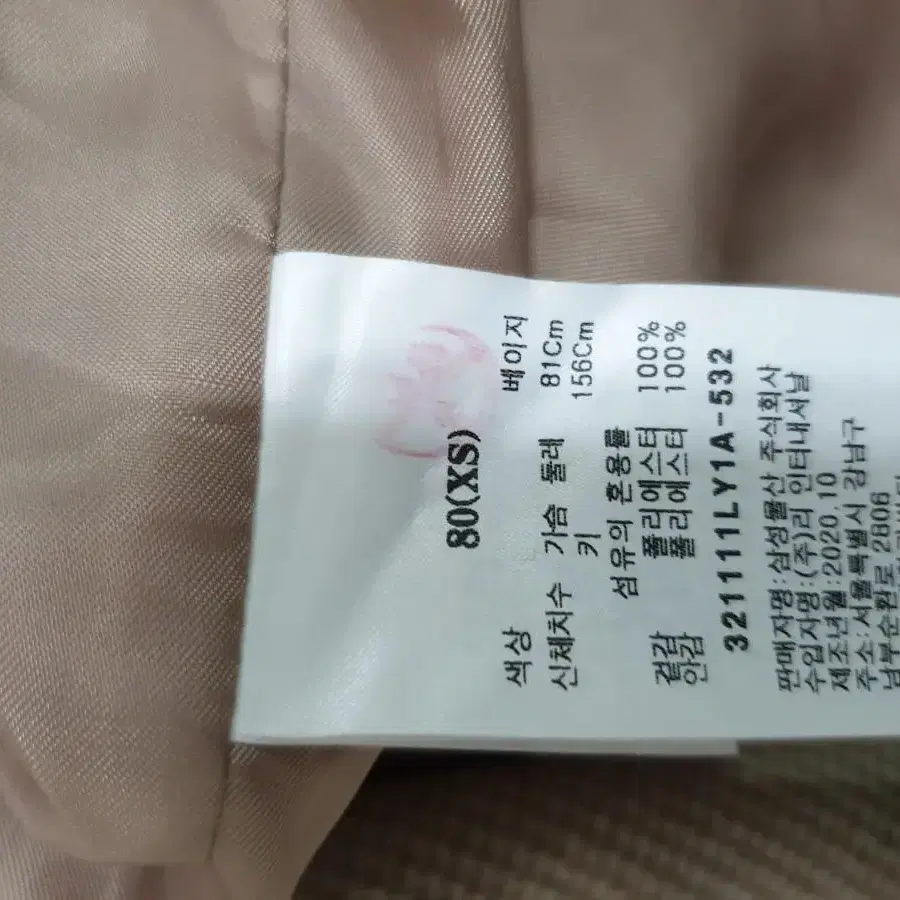 80(XS)
색상 베이지
신체치수 가슴 둘레 81Cm
키 156Cm
섬유의 혼용률
겉감 폴리에스터 100%
안감 폴리에스터 100%
321111LY1A-532
판매자명:삼성물산 주식회사
수입자명:(주)리 인터내셔날
제조년월:2020.10
주소:서울특별시 강남구
남부순환로 2806